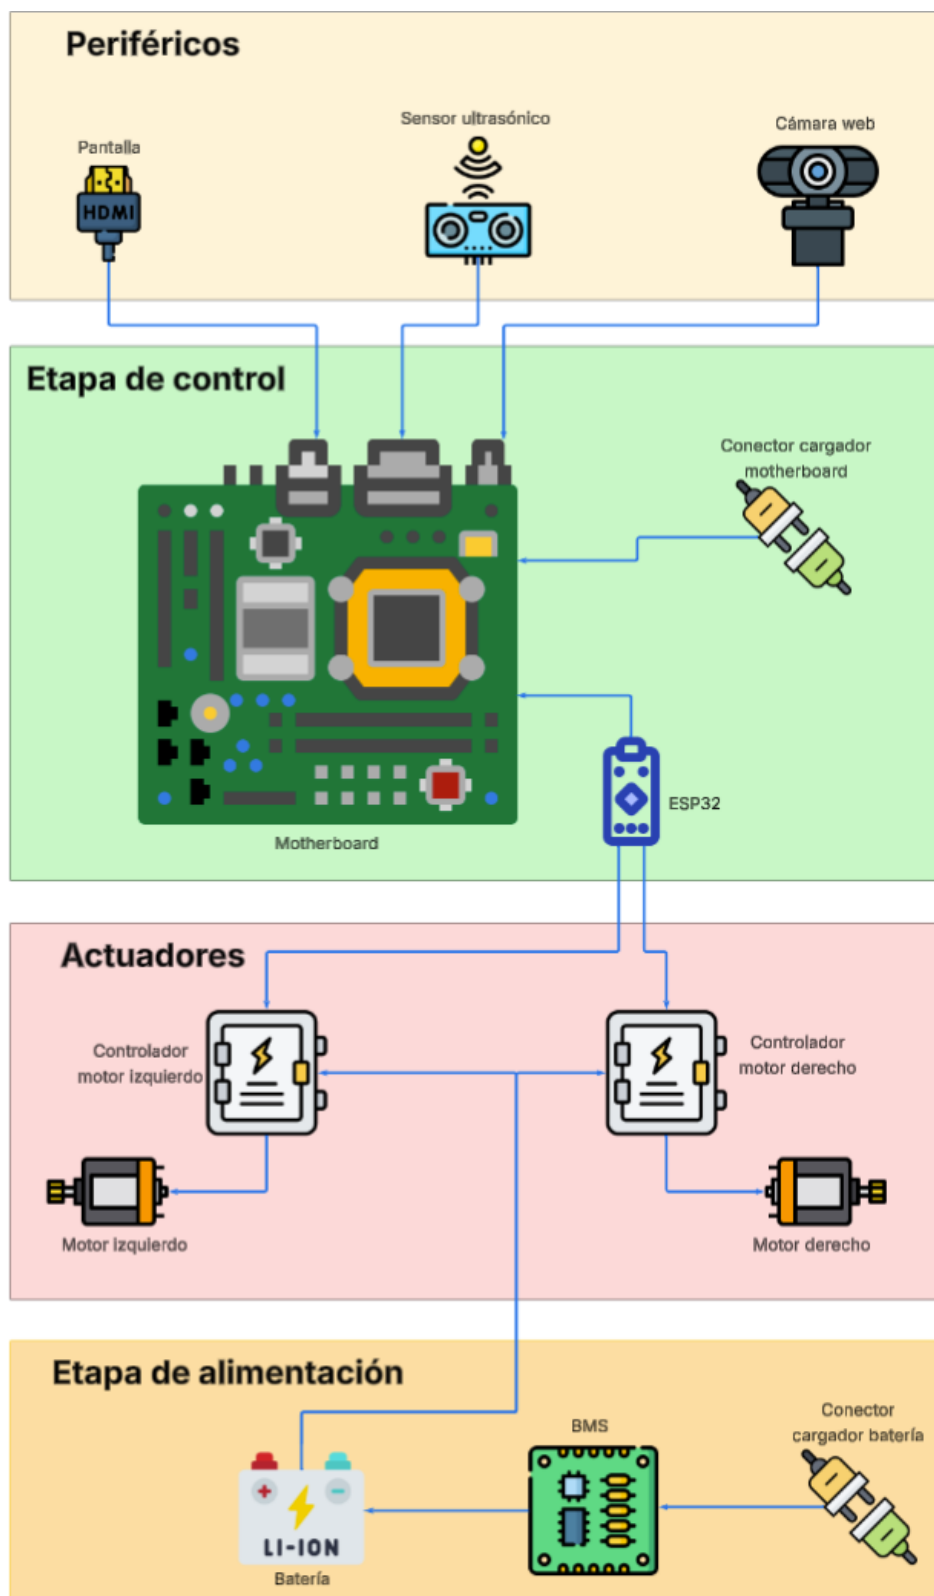 Periféricos
Pantalla
Sensor ultrasónico
Cámara web
HDMI
Etapa de control
Conector cargador
motherboard
ESP32
Motherboard
Actuadores
Controlador
motor izquierdo
Controlador
motor derecho
Motor izquierdo
Motor derecho
Etapa de alimentación
BMS
Conector
cargador batería
+
−
LI-ION
Batería